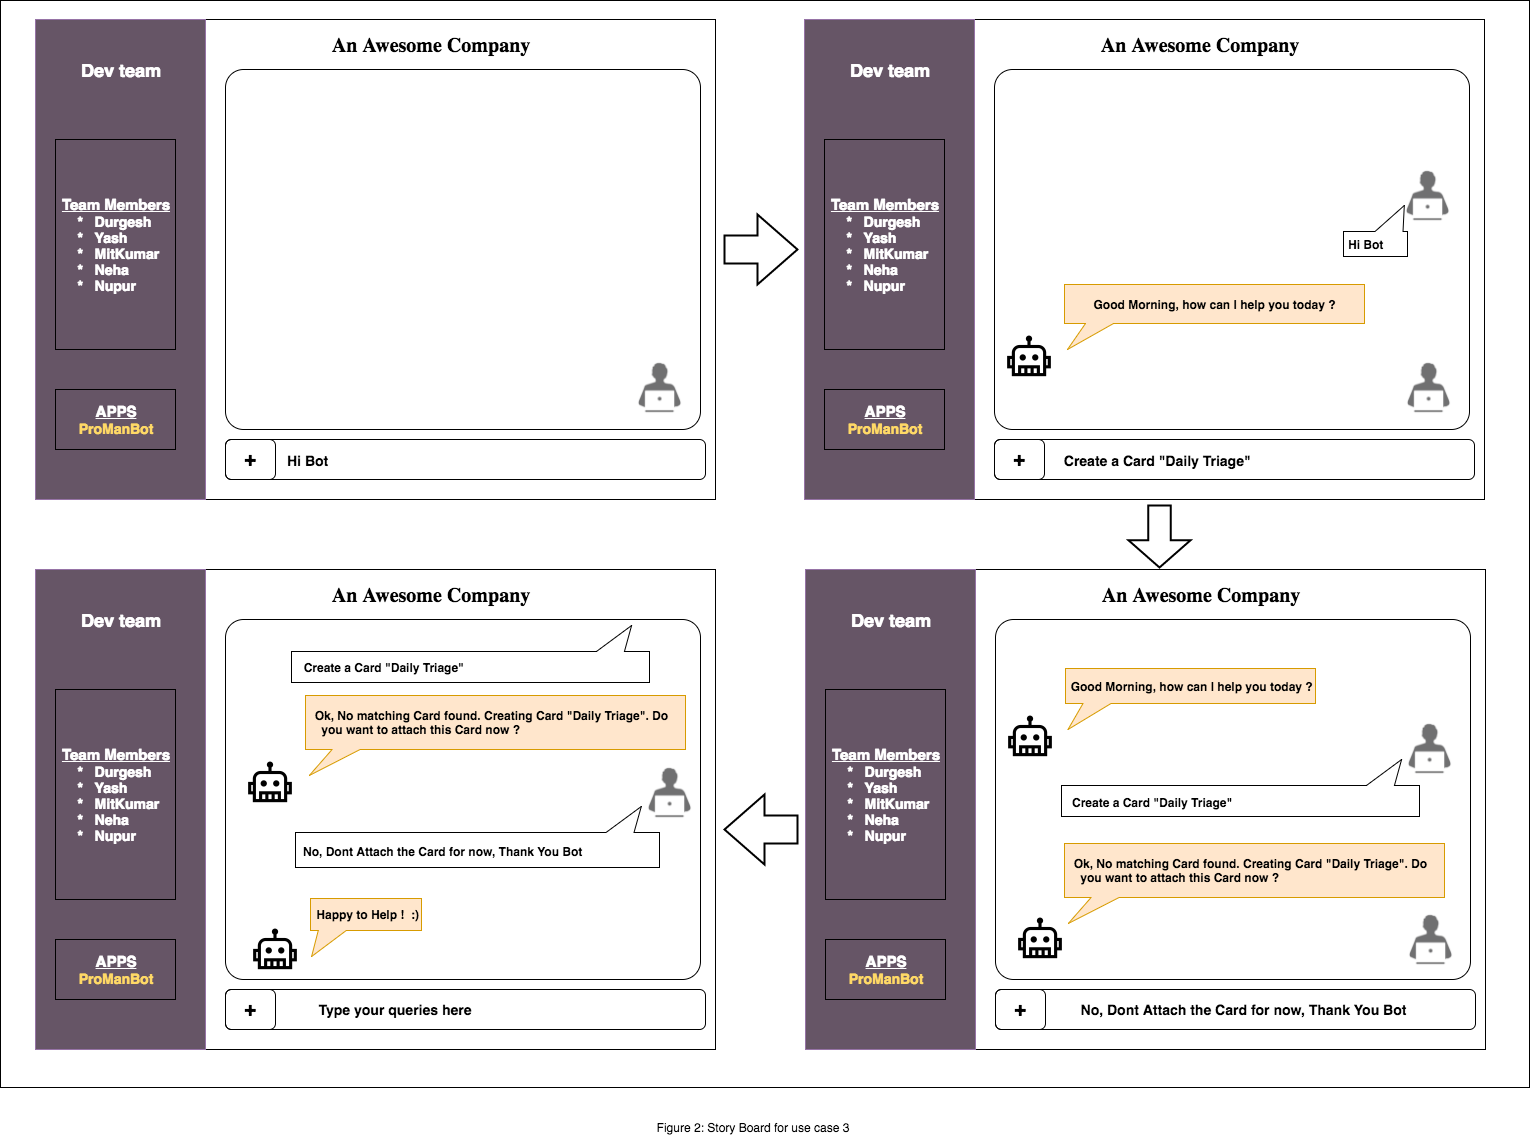 An Awesome Company
Dev team
Team Members
* Durgesh
* Yash
* MitKumar
* Neha
* Nupur
APPS
ProManBot
+ Hi Bot
An Awesome Company
Dev team
Team Members
* Durgesh
* Yash
* MitKumar
* Neha
* Nupur
APPS
ProManBot
Hi Bot
Good Morning, how can I help you today ?
+ Create a Card "Daily Triage"
An Awesome Company
Dev team
Team Members
* Durgesh
* Yash
* MitKumar
* Neha
* Nupur
APPS
ProManBot
Good Morning, how can I help you today ?
Create a Card "Daily Triage"
Ok, No matching Card found. Creating Card "Daily Triage". Do
you want to attach this Card now ?
+ No, Dont Attach the Card for now, Thank You Bot
An Awesome Company
Dev team
Team Members
* Durgesh
* Yash
* MitKumar
* Neha
* Nupur
APPS
ProManBot
Create a Card "Daily Triage"
Ok, No matching Card found. Creating Card "Daily Triage". Do
you want to attach this Card now ?
No, Dont Attach the Card for now, Thank You Bot
Happy to Help ! :)
+ Type your queries here
Figure 2: Story Board for use case 3